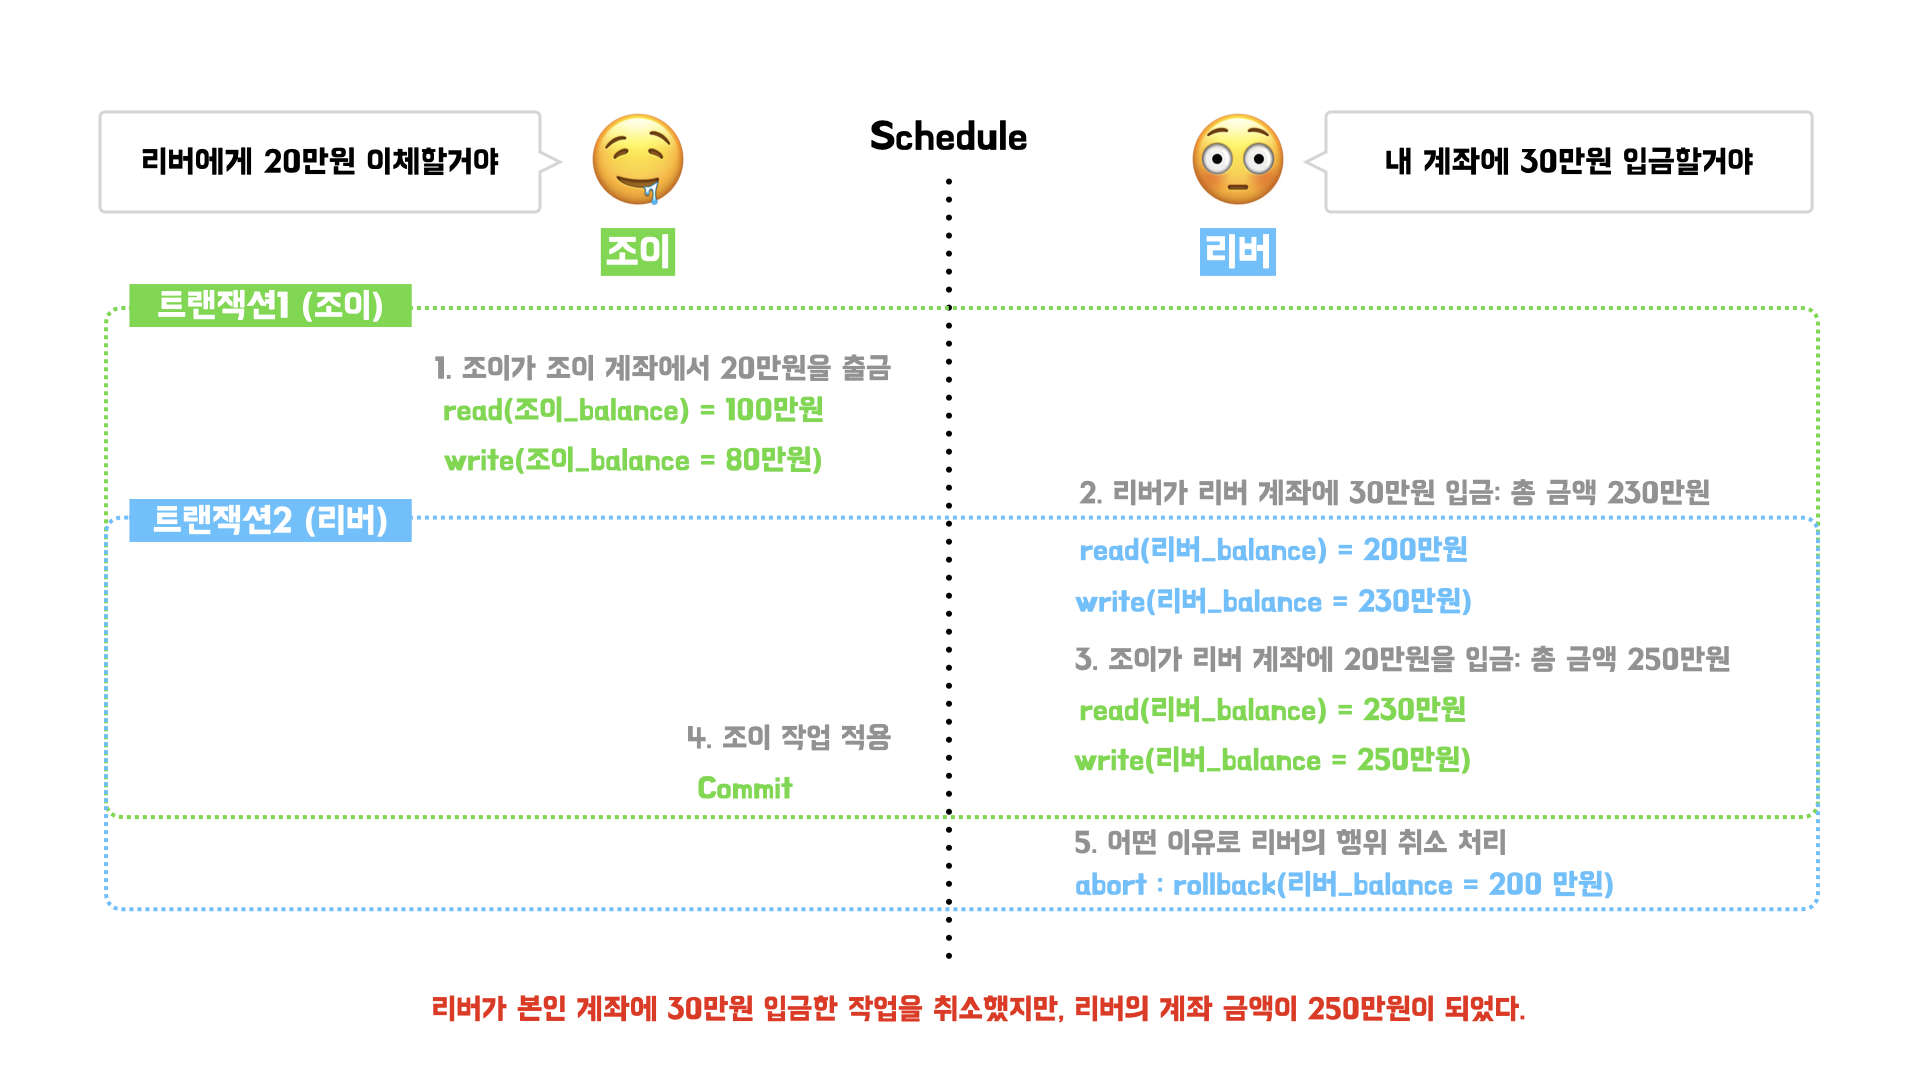 리버에게 20만원 이체할거야
Schedule
내 계좌에 30만원 입금할거야
조이
리버
트랜잭션1 (조이)
1. 조이가 조이 계좌에서 20만원을 출금
read(조이_balance) = 100만원
write(조이_balance = 80만원)
2. 리버가 리버 계좌에 30만원 입금: 총 금액 230만원
트랜잭션2 (리버)
read(리버_balance) = 200만원
write(리버_balance = 230만원)
3. 조이가 리버 계좌에 20만원을 입금: 총 금액 250만원
read(리버_balance) = 230만원
write(리버_balance = 250만원)
4. 조이 작업 적용
Commit
5. 어떤 이유로 리버의 행위 취소 처리
abort : rollback(리버_balance = 200 만원)
리버가 본인 계좌에 30만원 입금한 작업을 취소했지만, 리버의 계좌 금액이 250만원이 되었다.